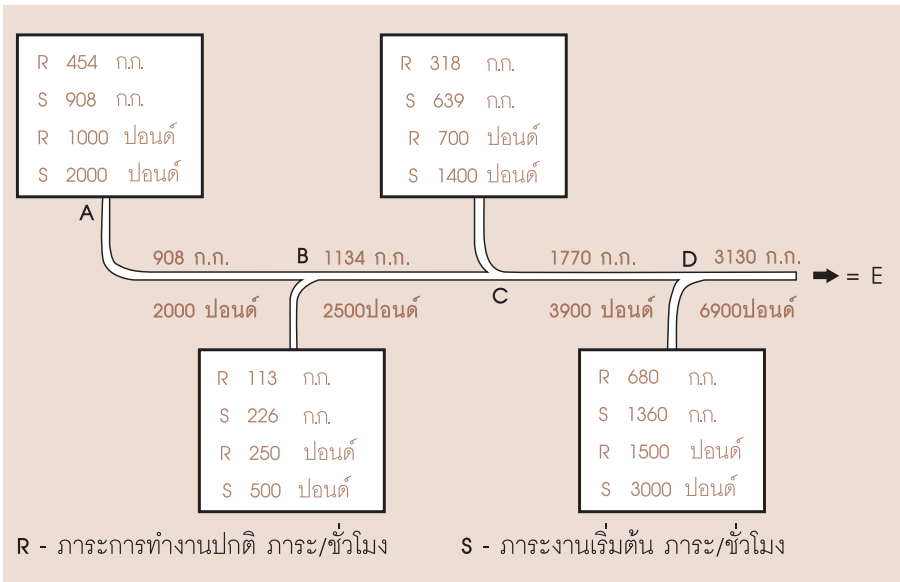 R 454 ก.ก.
S 908 ก.ก.
R 1000 ปอนด์
S 2000 ปอนด์
R 318 ก.ก.
S 639 ก.ก.
R 700 ปอนด์
S 1400 ปอนด์
A
908 ก.ก. B 1134 ก.ก. 1770 ก.ก. D 3130 ก.ก.
= E
C
2000 ปอนด์ 2500ปอนด์ 3900 ปอนด์ 6900ปอนด์
R 113 ก.ก.
S 226 ก.ก.
R 250 ปอนด์
S 500 ปอนด์
R 680 ก.ก.
S 1360 ก.ก.
R 1500 ปอนด์
S 3000 ปอนด์
R - ภาระการทำงานปกติ ภาระ/ชั่วโมง S - ภาระงานเริ่มต้น ภาระ/ชั่วโมง